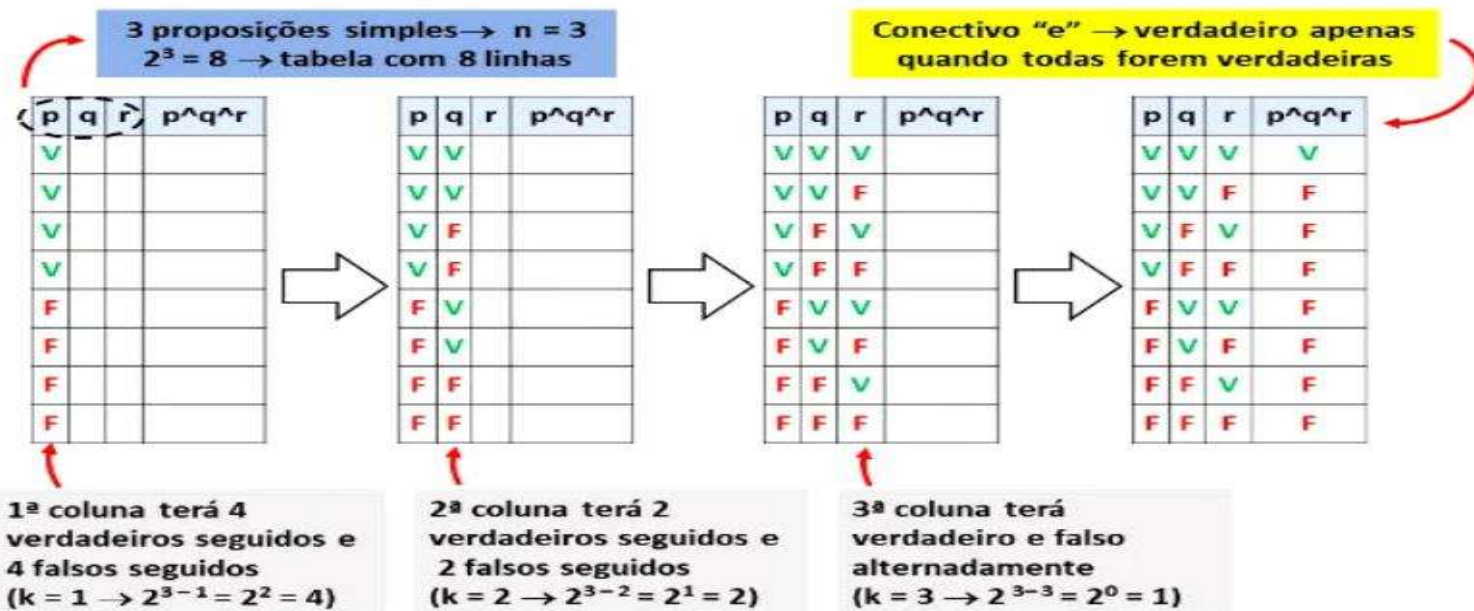 3 proposições simples→ n = 3
2³ = 8 → tabela com 8 linhas
Conectivo “e” → verdadeiro apenas
quando todas forem verdadeiras
p q r p^q^r
V
V
V
V
F
F
F
F
p q r p^q^r
V V
V V
V F
V F
F V
F V
F F
F F
p q r p^q^r
V V V
V V F
V F V
V F F
F V V
F V F
F F V
F F F
p q r p^q^r
V V V V
V V F F
V F V F
V F F F
F V V F
F V F F
F F V F
F F F F
1ª coluna terá 4
verdadeiros seguidos e
4 falsos seguidos
(k = 1 → 2³⁻¹ = 2² = 4)
2ª coluna terá 2
verdadeiros seguidos e
2 falsos seguidos
(k = 2 → 2³⁻² = 2¹ = 2)
3ª coluna terá
verdadeiro e falso
alternadamente
(k = 3 → 2³⁻³ = 2⁰ = 1)